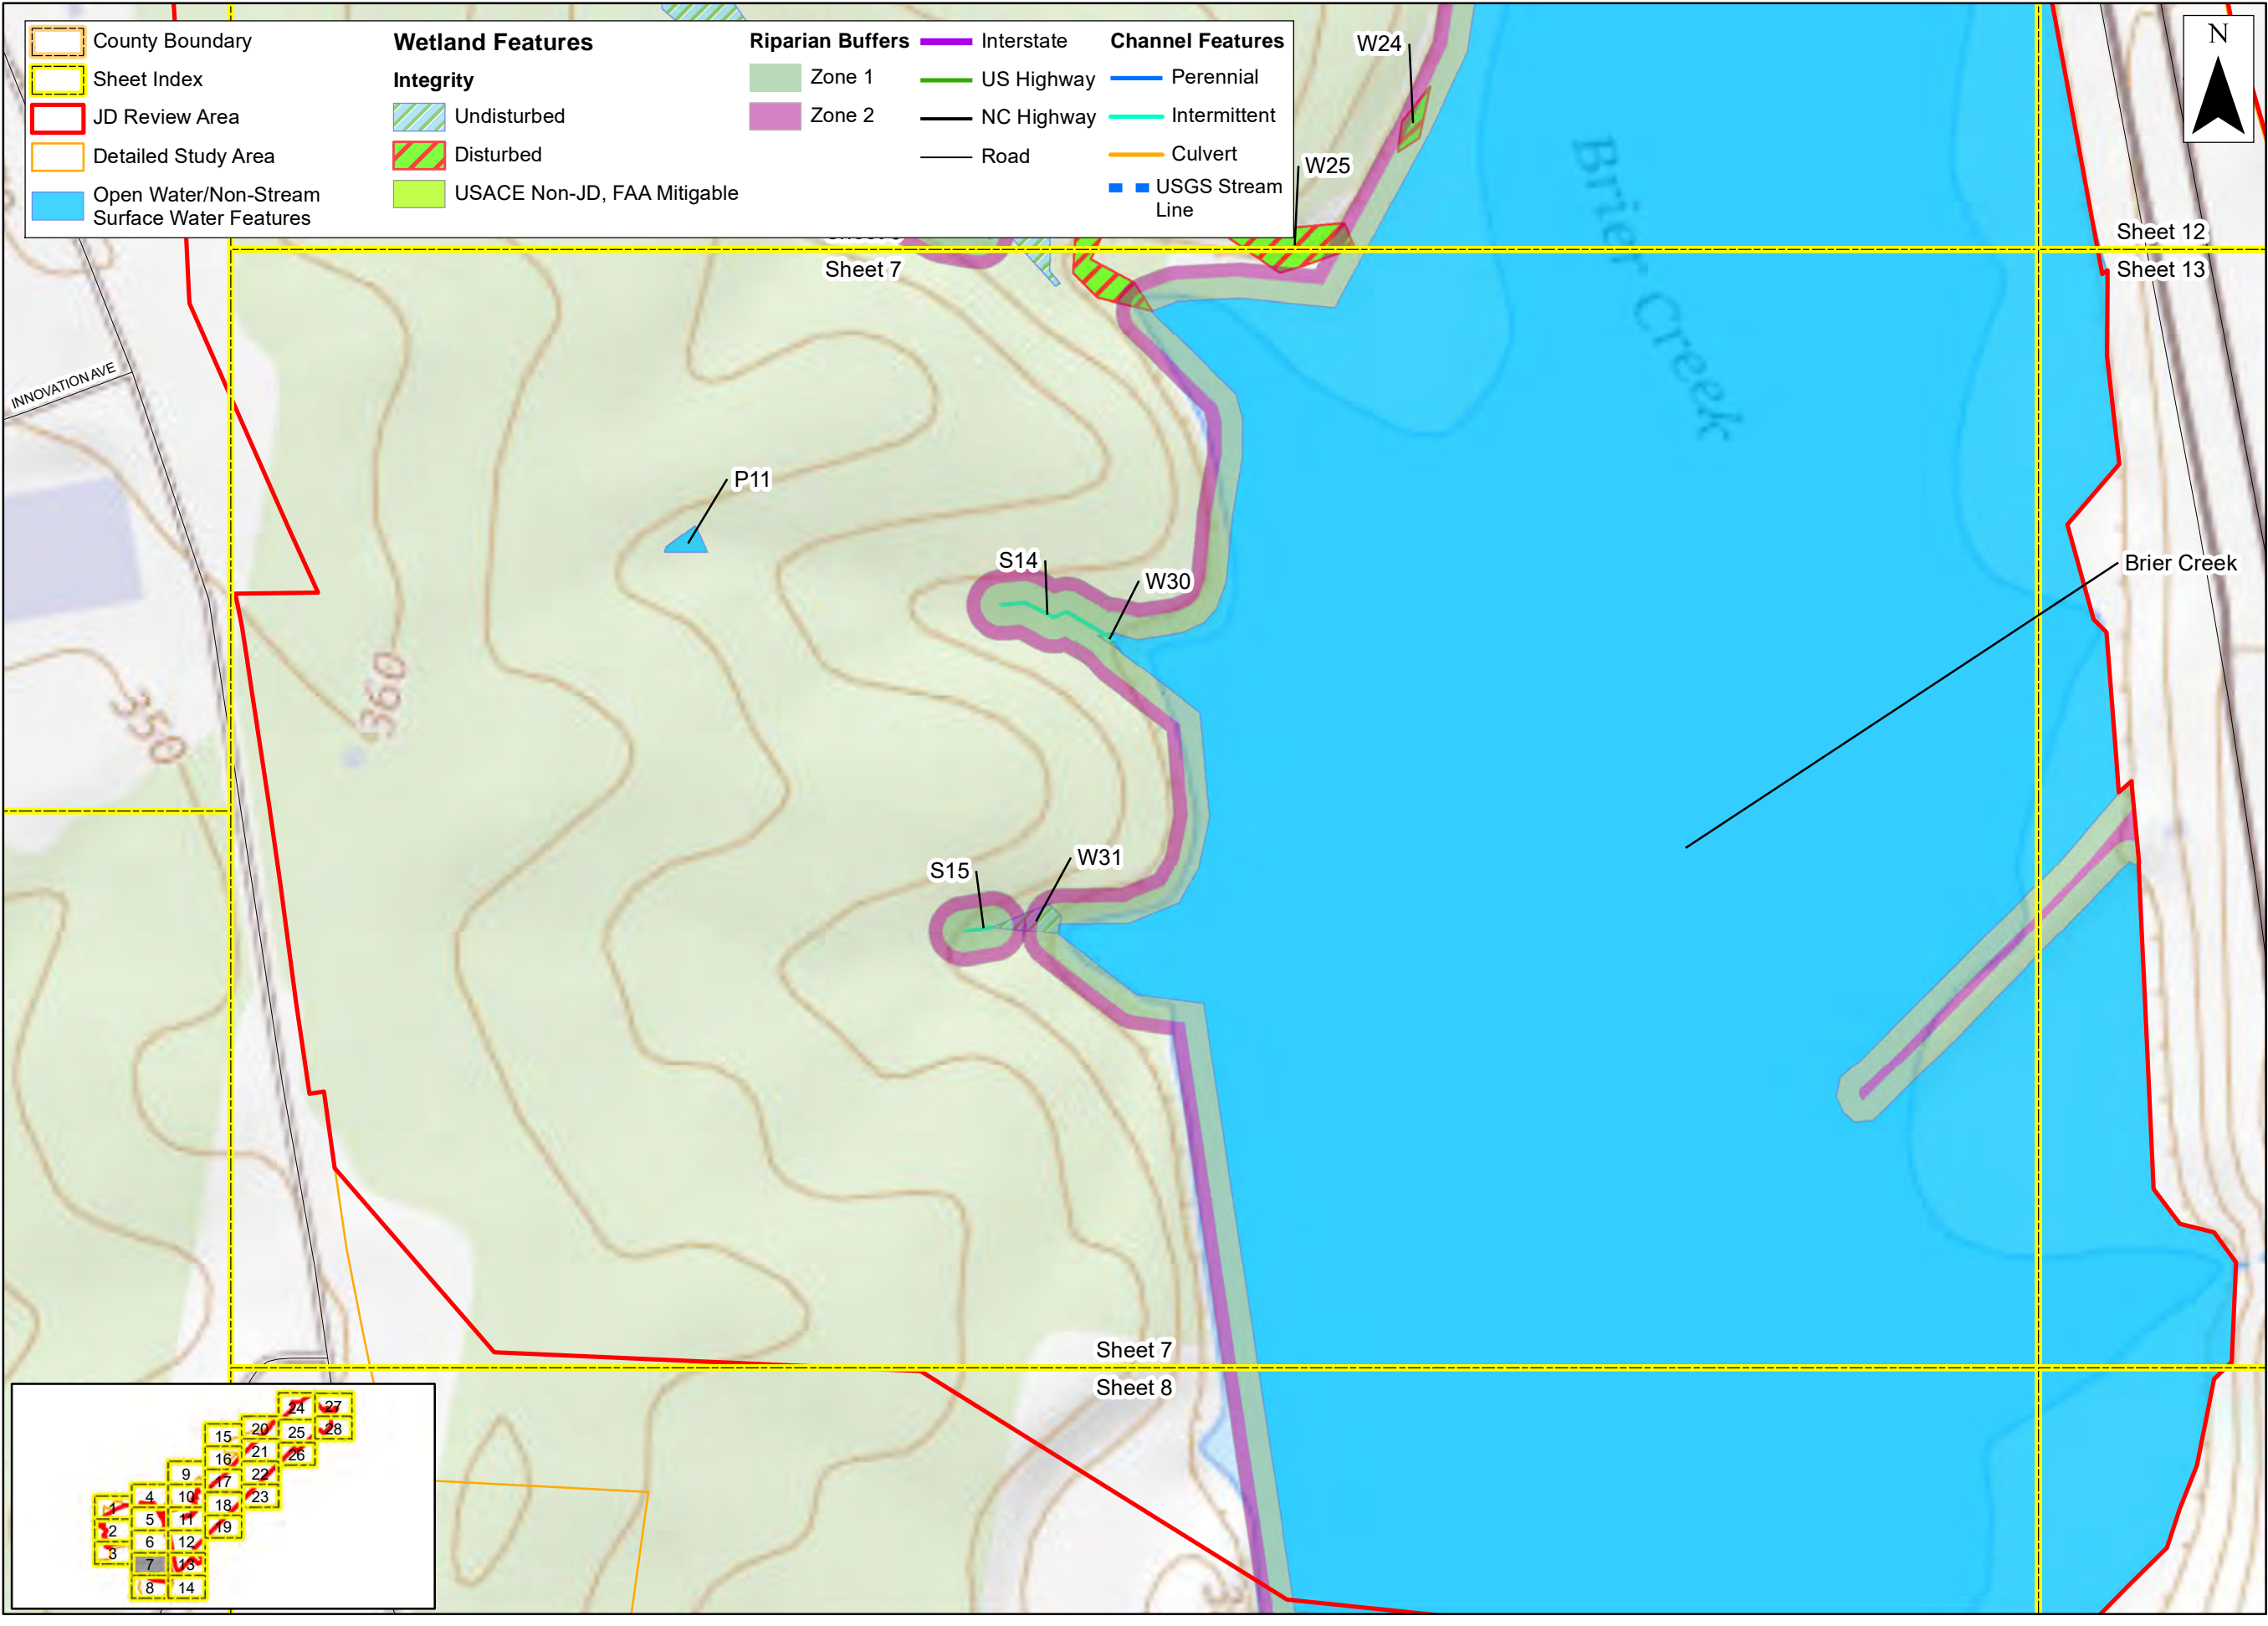 County Boundary
Sheet Index
JD Review Area
Detailed Study Area
Open Water/Non-Stream
Surface Water Features
Wetland Features
Integrity
Undisturbed
Disturbed
USACE Non-JD, FAA Mitigable
Riparian Buffers
Zone 1
Zone 2
Interstate
US Highway
NC Highway
Road
Channel Features
Perennial
Intermittent
Culvert
USGS Stream
Line
N
W24
W25
Brier Creek
Sheet 12
Sheet 7
Sheet 13
INNOVATION AVE
P11
S14
W30
Brier Creek
360
350
W31
S15
Sheet 7
Sheet 8
24 27
20 25 28
15
21 26
16
9 22
17
4 10 23
1 18
5 11
2 19
6 12
3
7 13
8 14